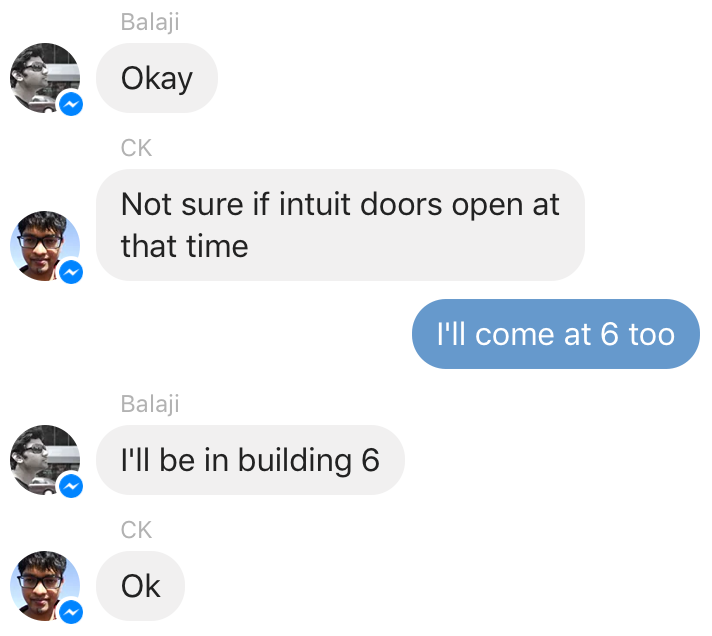 Balaji
Okay
CK
Not sure if intuit doors open at
that time
I'll come at 6 too
Balaji
I'll be in building 6
CK
Ok